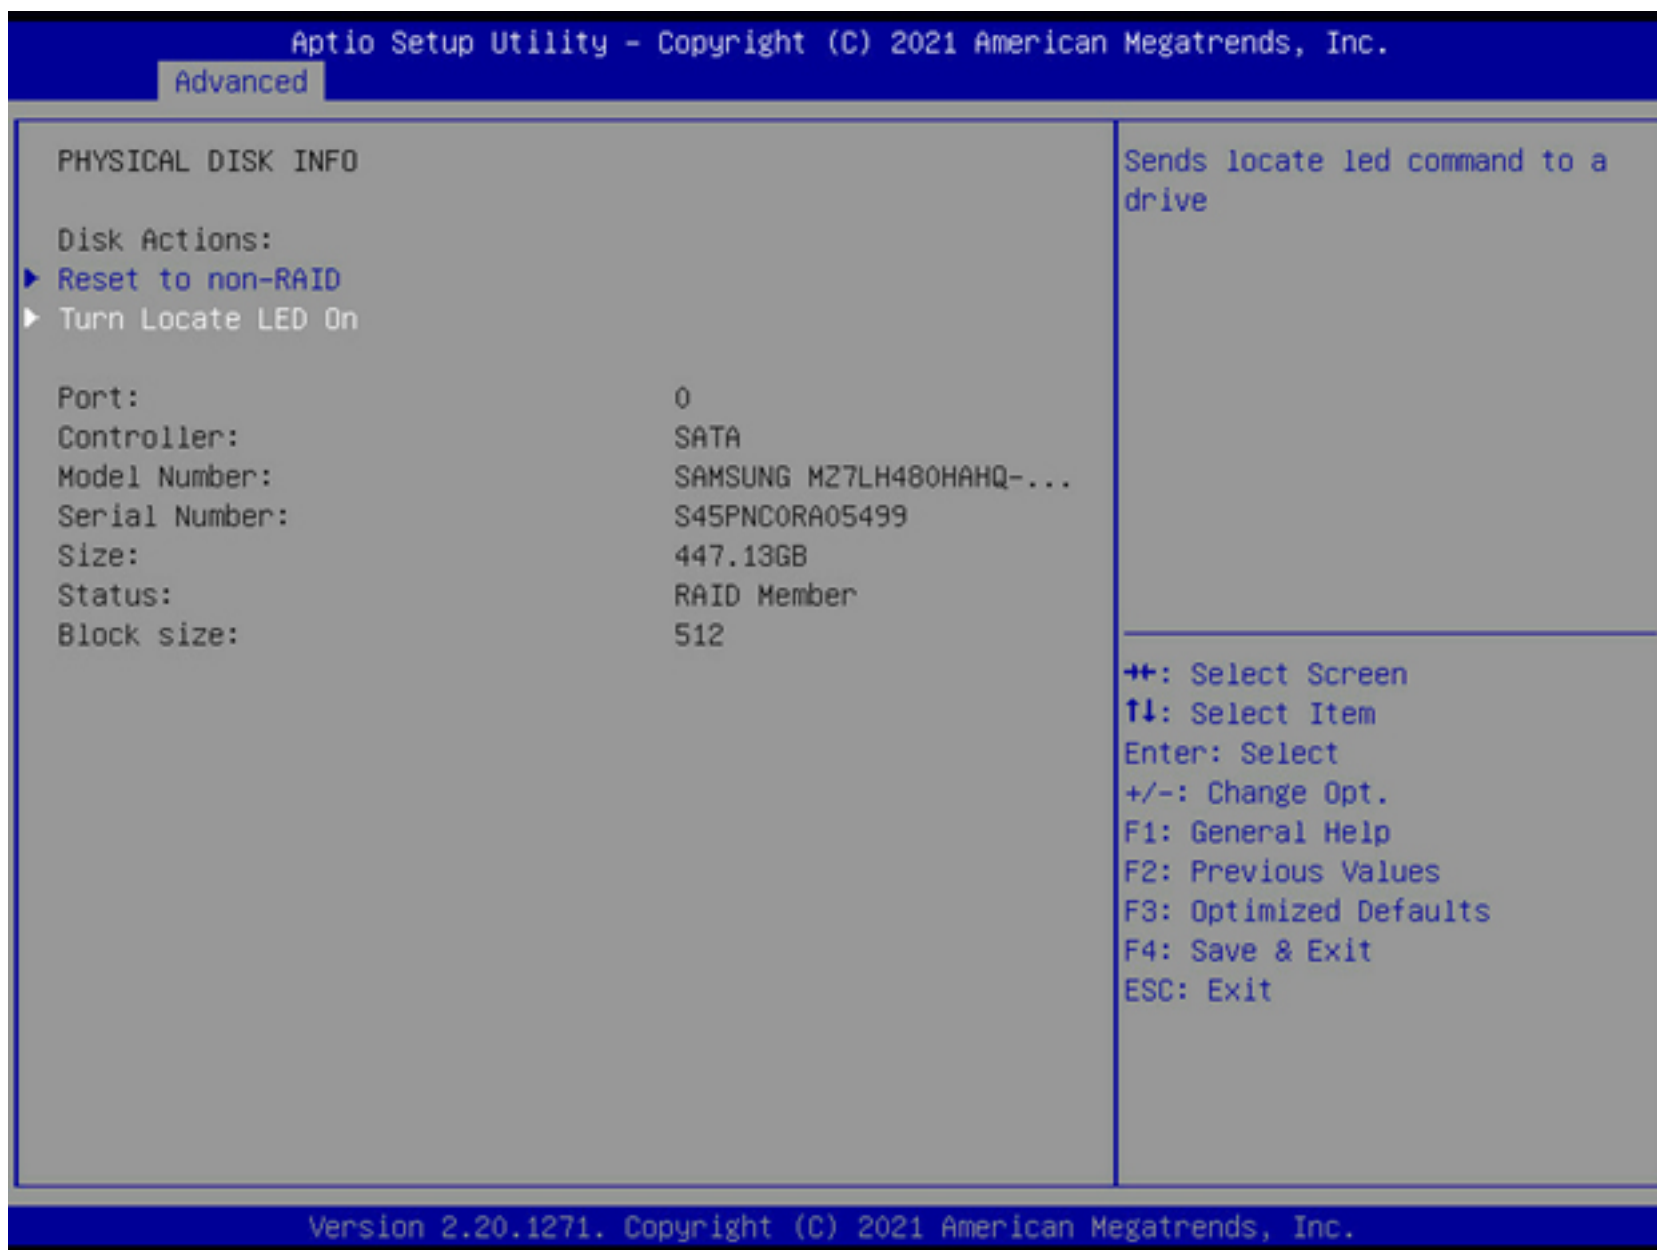 Aptio Setup Utility – Copyright (C) 2021 American Megatrends, Inc.
Advanced
PHYSICAL DISK INFO
Disk Actions:
Reset to non-RAID
Turn Locate LED On
Port: 0
Controller: SATA
Model Number: SAMSUNG MZ7LH480HAHQ-...
Serial Number: S45PNC0RA05499
Size: 447.13GB
Status: RAID Member
Block size: 512
Sends locate led command to a
drive
→←: Select Screen
↑↓: Select Item
Enter: Select
+/-: Change Opt.
F1: General Help
F2: Previous Values
F3: Optimized Defaults
F4: Save & Exit
ESC: Exit
Version 2.20.1271. Copyright (C) 2021 American Megatrends, Inc.